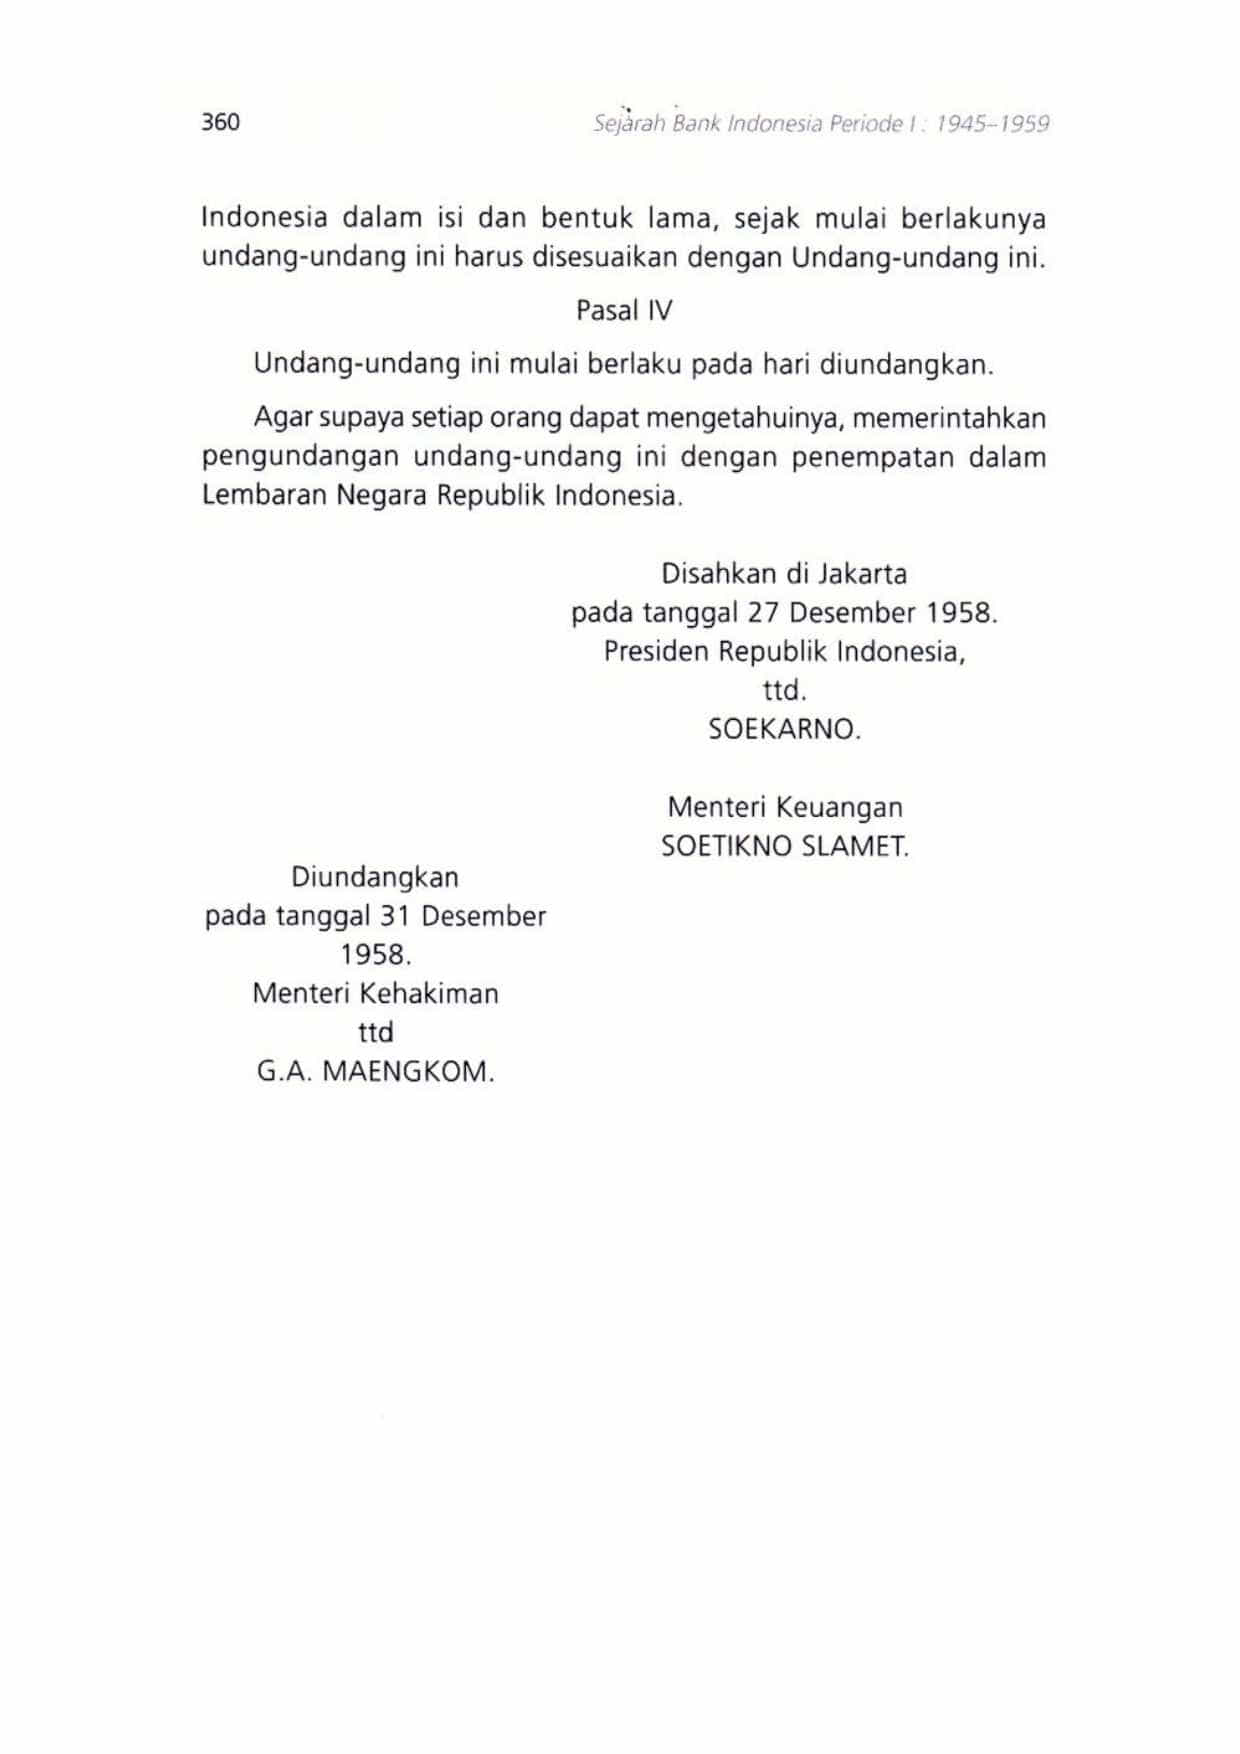 360
Sejarah Bank Indonesia Periode I : 1945–1959
Indonesia dalam isi dan bentuk lama, sejak mulai berlakunya
undang-undang ini harus disesuaikan dengan Undang-undang ini.
Pasal IV
Undang-undang ini mulai berlaku pada hari diundangkan.
Agar supaya setiap orang dapat mengetahuinya, memerintahkan
pengundangan undang-undang ini dengan penempatan dalam
Lembaran Negara Republik Indonesia.
Disahkan di Jakarta
pada tanggal 27 Desember 1958.
Presiden Republik Indonesia,
ttd.
SOEKARNO.
Menteri Keuangan
SOETIKNO SLAMET.
Diundangkan
pada tanggal 31 Desember
1958.
Menteri Kehakiman
ttd
G.A. MAENGKOM.